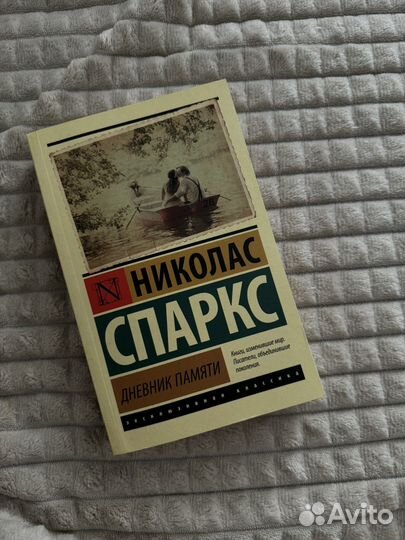 N
НИКОЛАС
СПАРКС
ДНЕВНИК ПАМЯТИ
Книги, изменившие мир.
Писатели, объединившие
поколения.
ЭКСКЛЮЗИВНАЯ КЛАССИКА
Avito